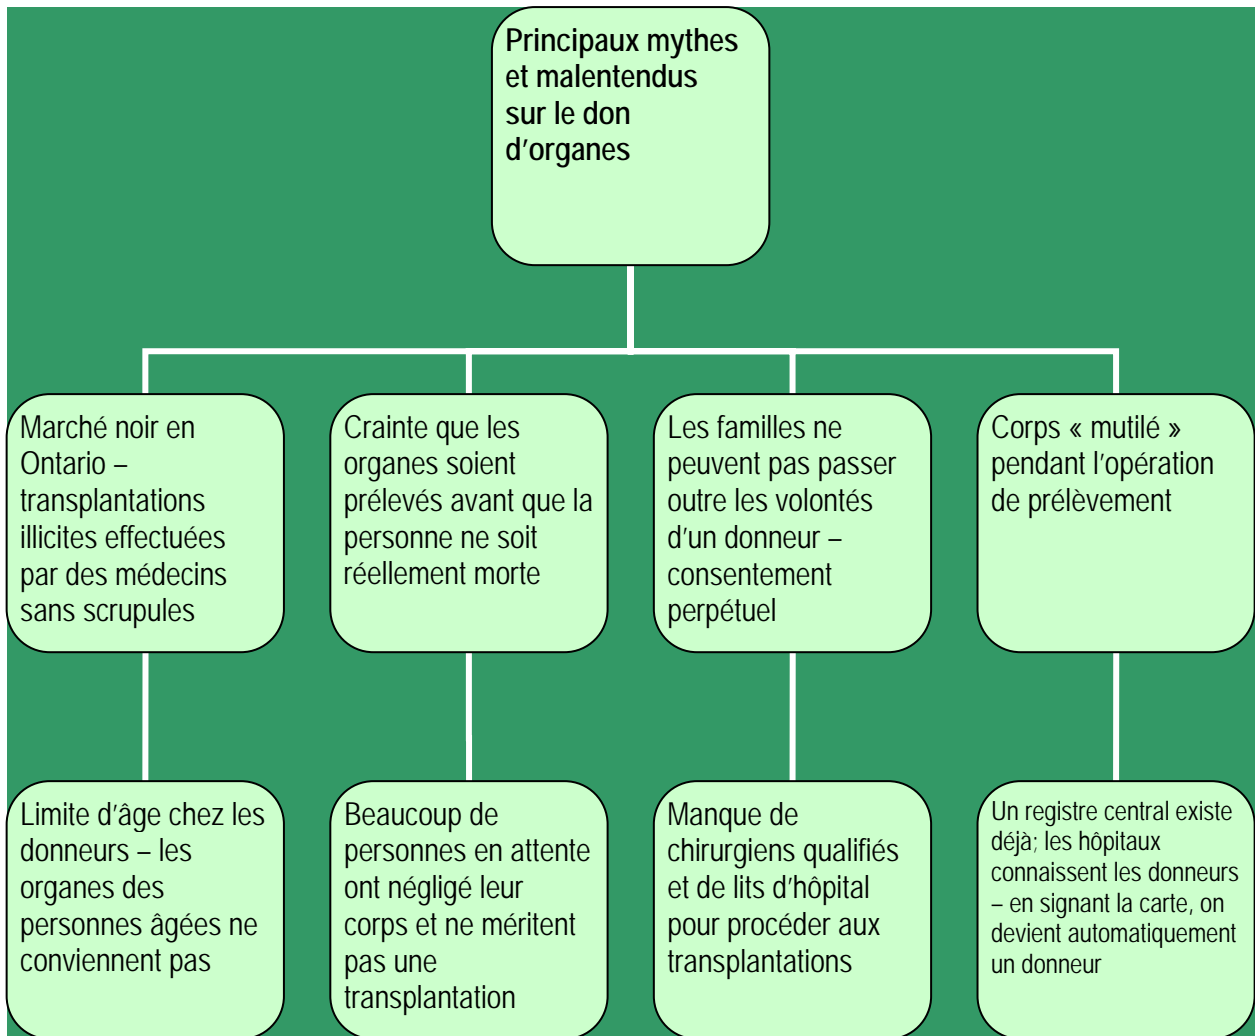 Principaux mythes
et malentendus
sur le don
d'organes
Marché noir en
Ontario –
transplantations
illicites effectuées
par des médecins
sans scrupules
Crainte que les
organes soient
prélevés avant que la
personne ne soit
réellement morte
Les familles ne
peuvent pas passer
outre les volontés
d'un donneur –
consentement
perpétuel
Corps « mutilé »
pendant l'opération
de prélèvement
Limite d'âge chez les
donneurs – les
organes des
personnes âgées ne
conviennent pas
Beaucoup de
personnes en attente
ont négligé leur
corps et ne méritent
pas une
transplantation
Manque de
chirurgiens qualifiés
et de lits d'hôpital
pour procéder aux
transplantations
Un registre central existe
déjà; les hôpitaux
connaissent les donneurs
– en signant la carte, on
devient automatiquement
un donneur